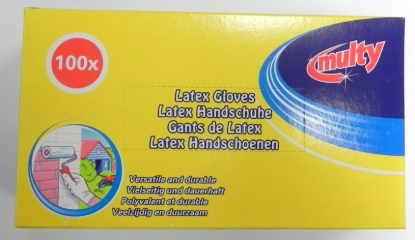 100x
multy
Latex Gloves
Latex Handschuhe
Gants de Latex
Latex Handschoenen
Versatile and durable
Vielseitig und dauerhaft
Polyvalent et durable
Veelzijdig en duurzaam